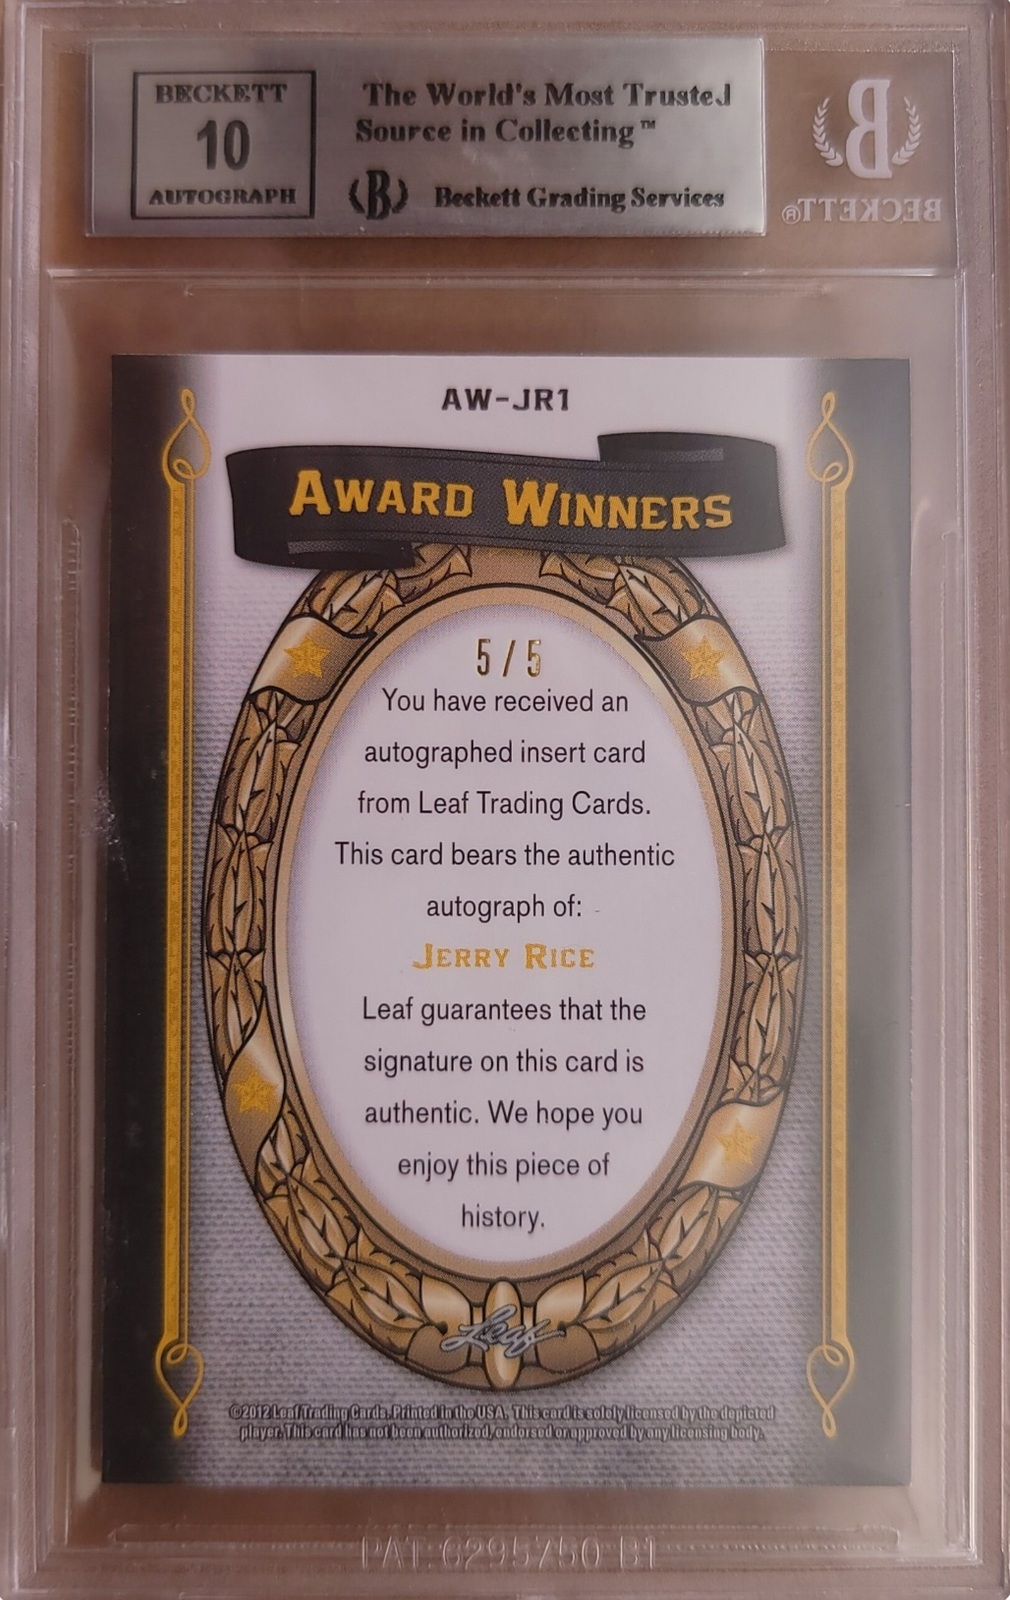 BECKETT
10
AUTOGRAPH
The World's Most Trusted
Source in Collecting™
B Beckett Grading Services
B
BECKETT®
AW-JR1
AWARD WINNERS
5/5
You have received an
autographed insert card
from Leaf Trading Cards.
This card bears the authentic
autograph of:
JERRY RICE
Leaf guarantees that the
signature on this card is
authentic. We hope you
enjoy this piece of
history.
Leaf
©2012 Leaf Trading Cards. Printed in the USA. This card is solely licensed by the depicted
player. This card has not been authorized, endorsed or approved by any licensing body.
PAT. 6295750 B1